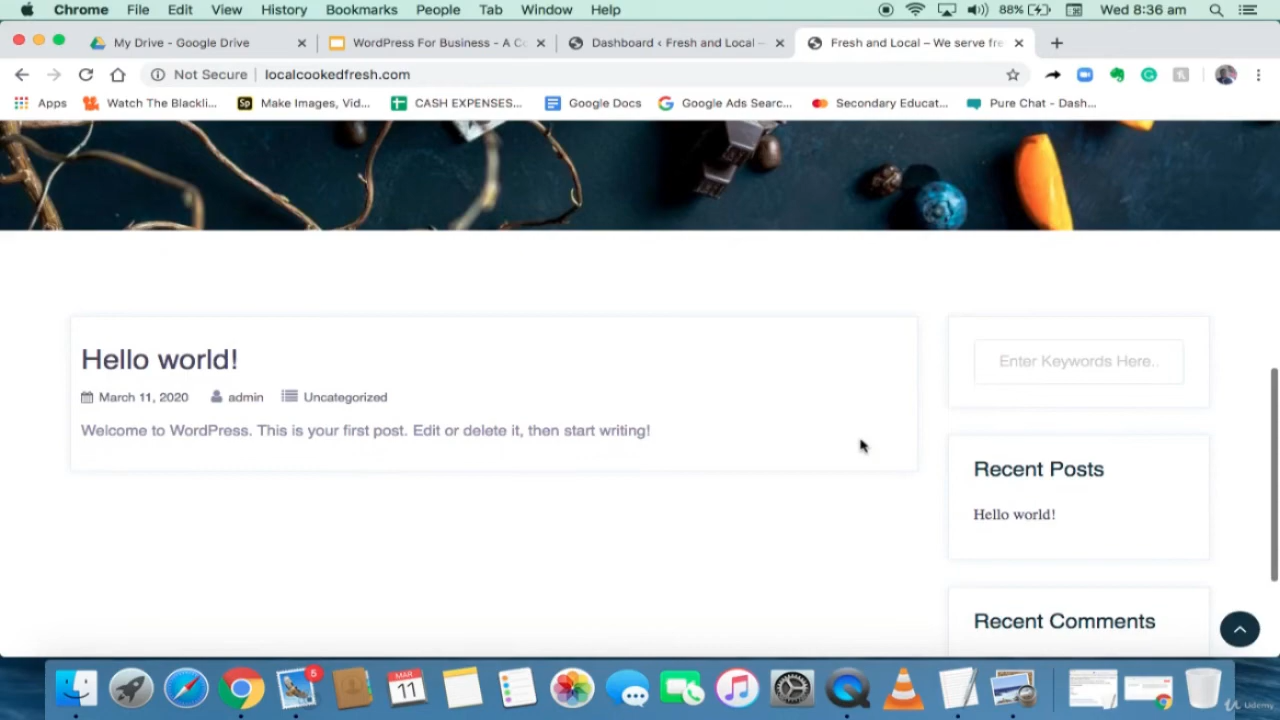 Chrome File Edit View History Bookmarks People Tab Window Help 88% Wed 8:36 am
My Drive - Google Drive WordPress For Business - A C Dashboard ‹ Fresh and Local — Fresh and Local – We serve fre
Not Secure localcookedfresh.com
Apps Watch The Blackli... Sp Make Images, Vid... CASH EXPENSES... Google Docs Google Ads Searc... Secondary Educat... Pure Chat - Dash...
Hello world!
March 11, 2020 admin Uncategorized
Welcome to WordPress. This is your first post. Edit or delete it, then start writing!
Enter Keywords Here..
Recent Posts
Hello world!
Recent Comments
5
MAR
11
Udemy